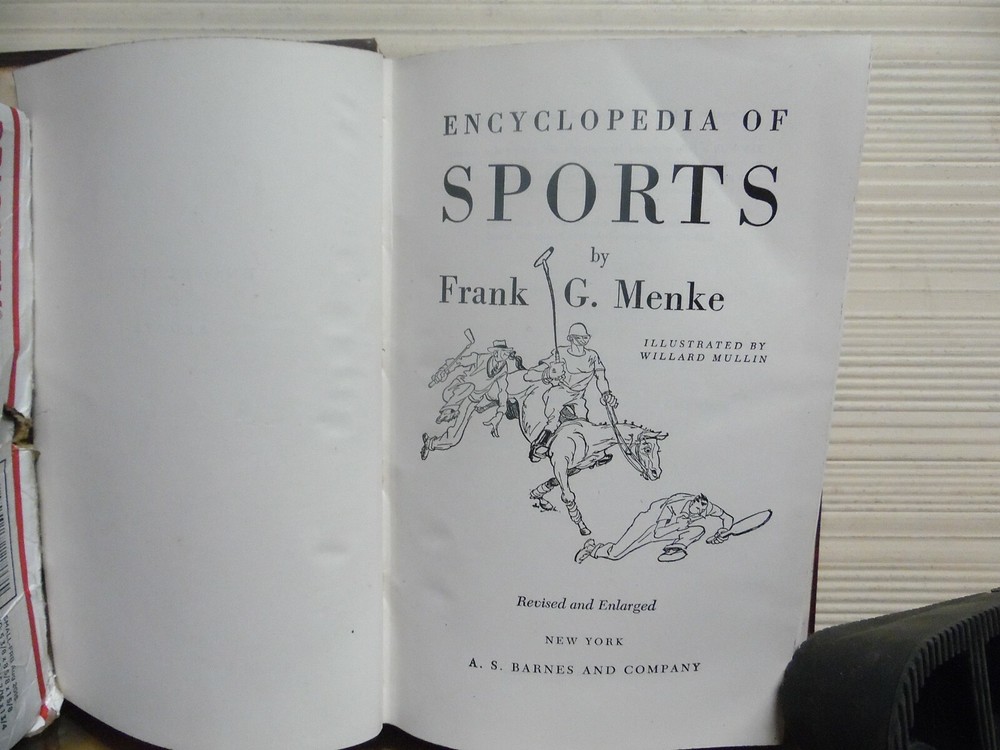 ENCYCLOPEDIA OF
SPORTS
by
Frank G. Menke
ILLUSTRATED BY
WILLARD MULLIN
Revised and Enlarged
NEW YORK
A. S. BARNES AND COMPANY